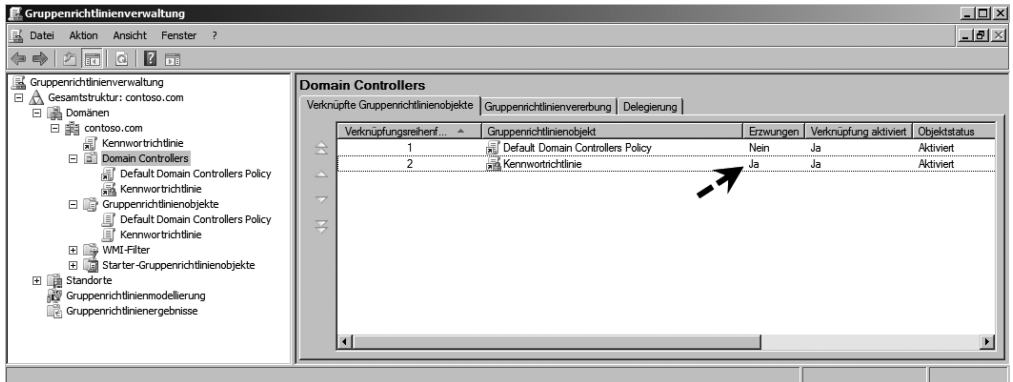 Gruppenrichtlinienverwaltung
Datei Aktion Ansicht Fenster ?
Gruppenrichtlinienverwaltung
Gesamtstruktur: contoso.com
Domänen
contoso.com
Kennwortrichtlinie
Domain Controllers
Default Domain Controllers Policy
Kennwortrichtlinie
Gruppenrichtlinienobjekte
Default Domain Controllers Policy
Kennwortrichtlinie
WMI-Filter
Starter-Gruppenrichtlinienobjekte
Standorte
Gruppenrichtlinienmodellierung
Gruppenrichtlinienergebnisse
Domain Controllers
Verknüpfte Gruppenrichtlinienobjekte Gruppenrichtlinienvererbung Delegierung
Verknüpfungsreihenf... Gruppenrichtlinienobjekt Erzwungen Verknüpfung aktiviert Objektstatus
1 Default Domain Controllers Policy Nein Ja Aktiviert
2 Kennwortrichtlinie Ja Ja Aktiviert